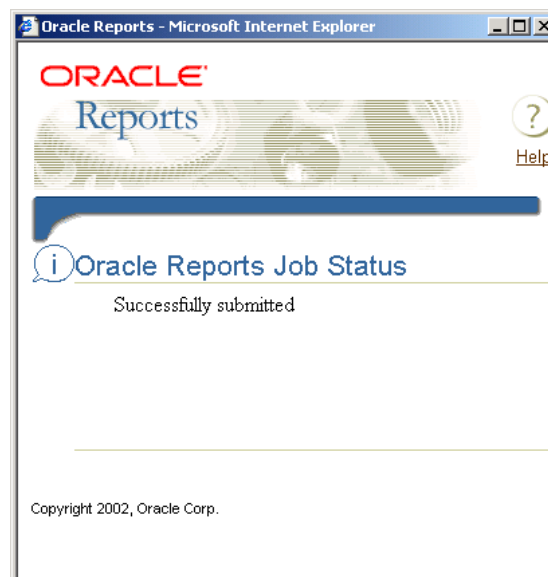 Oracle Reports - Microsoft Internet Explorer
ORACLE
Reports
?
Help
i Oracle Reports Job Status
Successfully submitted
Copyright 2002, Oracle Corp.